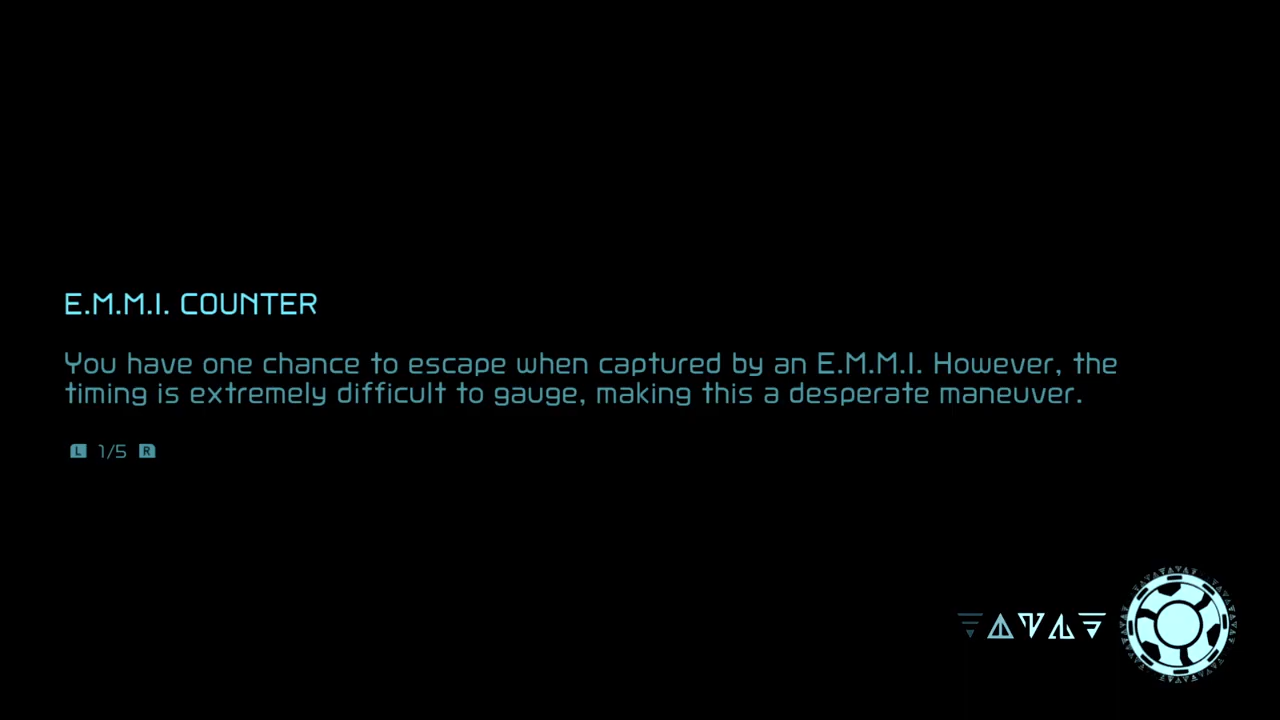 E.M.M.I. COUNTER
You have one chance to escape when captured by an E.M.M.I. However, the
timing is extremely difficult to gauge, making this a desperate maneuver.
L 1/5 R